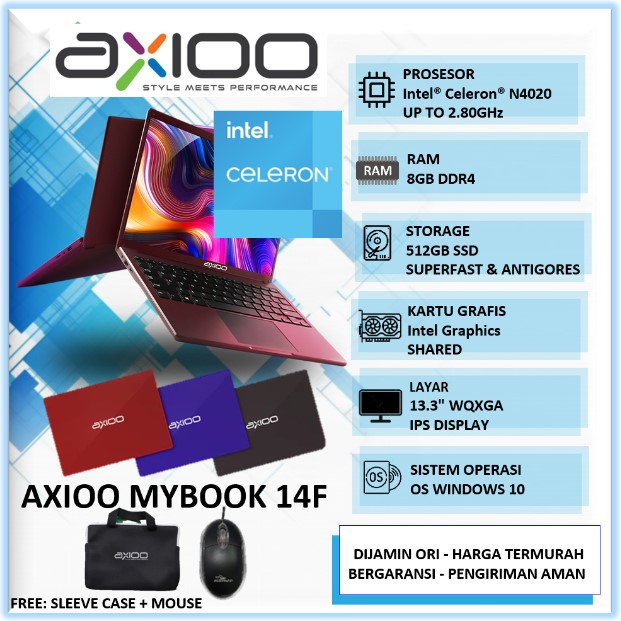 AXIOO
STYLE MEETS PERFORMANCE
intel.
CELERON®
AXIOO
AXIOO
AXIOO
AXIOO
AXIOO MYBOOK 14F
AXIOO
FREE: SLEEVE CASE + MOUSE
PROSESOR
Intel® Celeron® N4020
UP TO 2.80GHz
RAM
RAM
8GB DDR4
STORAGE
512GB SSD
SUPERFAST & ANTIGORES
KARTU GRAFIS
Intel Graphics
SHARED
LAYAR
13.3" WQXGA
IPS DISPLAY
OS
SISTEM OPERASI
OS WINDOWS 10
DIJAMIN ORI - HARGA TERMURAH
BERGARANSI - PENGIRIMAN AMAN